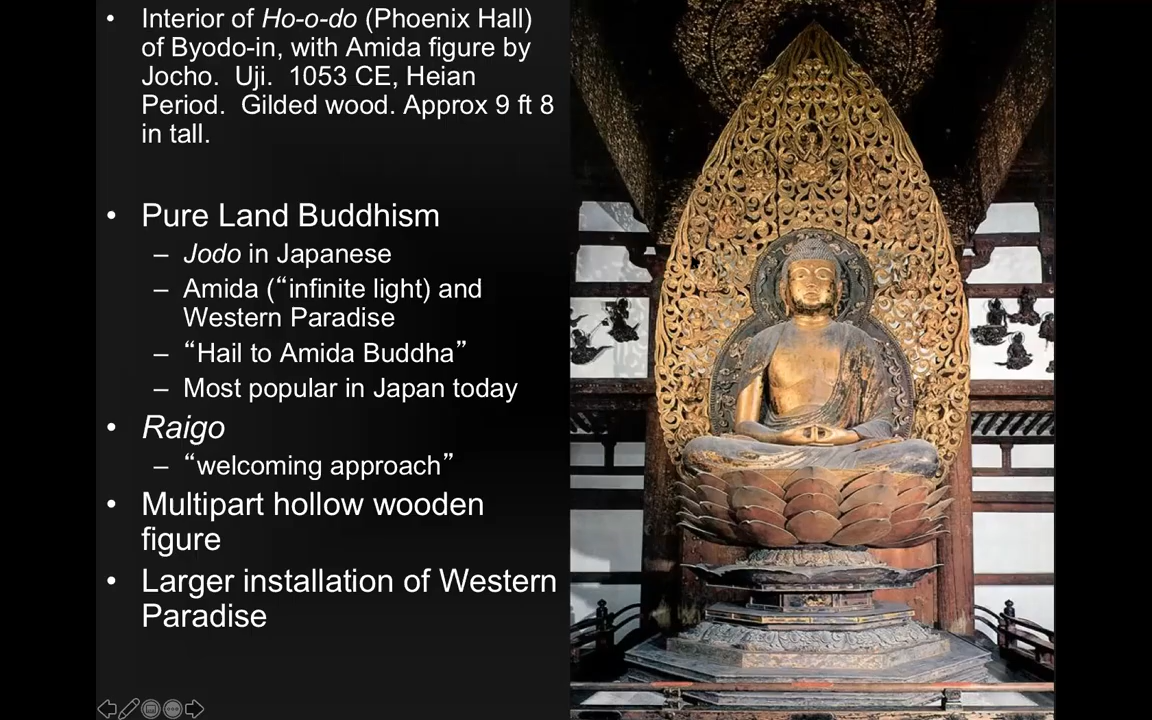 • Interior of Ho-o-do (Phoenix Hall)
of Byodo-in, with Amida figure by
Jocho.  Uji.  1053 CE, Heian
Period.  Gilded wood. Approx 9 ft 8
in tall.
• Pure Land Buddhism
– Jodo in Japanese
– Amida (“infinite light) and
Western Paradise
– “Hail to Amida Buddha”
– Most popular in Japan today
• Raigo
– “welcoming approach”
• Multipart hollow wooden
figure
• Larger installation of Western
Paradise